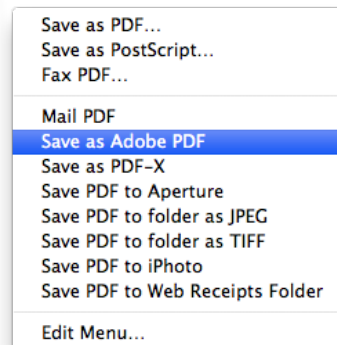 Save as PDF...
Save as PostScript...
Fax PDF...
Mail PDF
Save as Adobe PDF
Save as PDF-X
Save PDF to Aperture
Save PDF to folder as JPEG
Save PDF to folder as TIFF
Save PDF to iPhoto
Save PDF to Web Receipts Folder
Edit Menu...